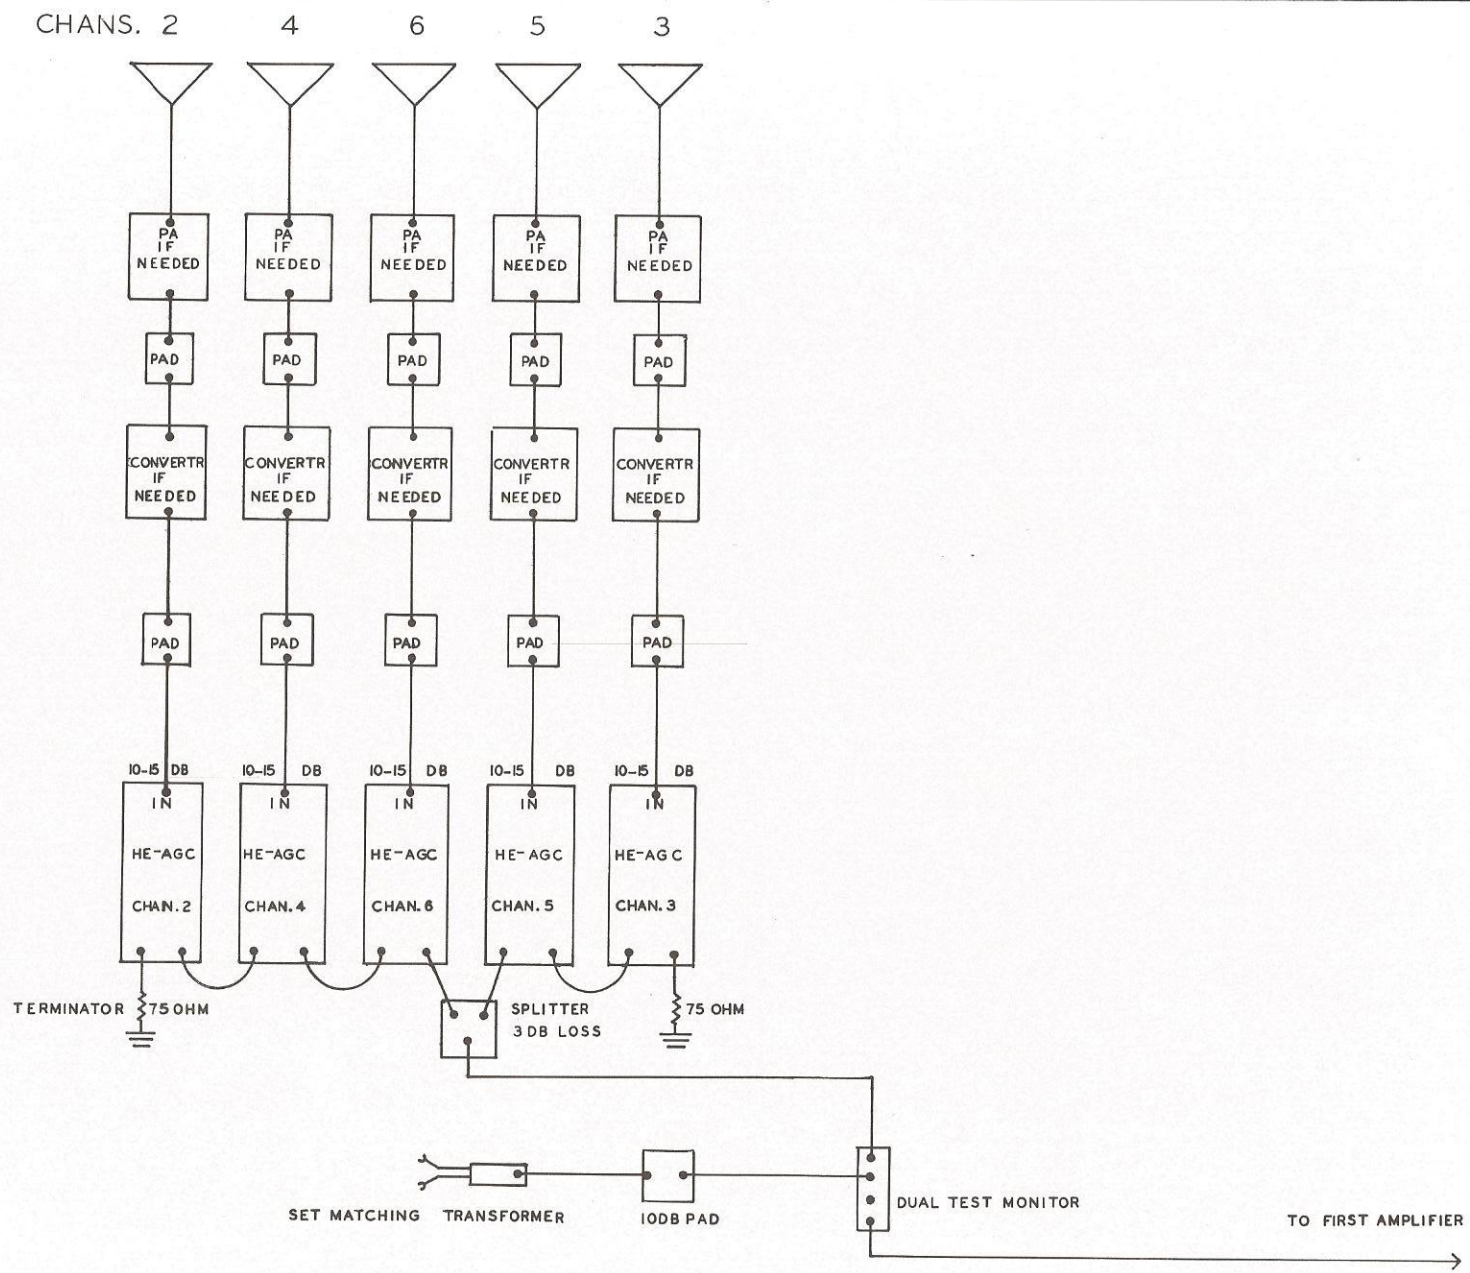 CHANS. 2 4 6 5 3
PA PA PA PA PA
IF IF IF IF IF
NEEDED NEEDED NEEDED NEEDED NEEDED
PAD PAD PAD PAD PAD
CONVERTR CONVERTR CONVERTR CONVERTR CONVERTR
IF IF IF IF IF
NEEDED NEEDED NEEDED NEEDED NEEDED
PAD PAD PAD PAD PAD
10-15 DB 10-15 DB 10-15 DB 10-15 DB 10-15 DB
IN IN IN IN IN
HE-AGC HE-AGC HE-AGC HE-AGC HE-AGC
CHAN.2 CHAN.4 CHAN.6 CHAN.5 CHAN.3
TERMINATOR 75 OHM SPLITTER 75 OHM
3 DB LOSS
DUAL TEST MONITOR
SET MATCHING TRANSFORMER 10DB PAD TO FIRST AMPLIFIER